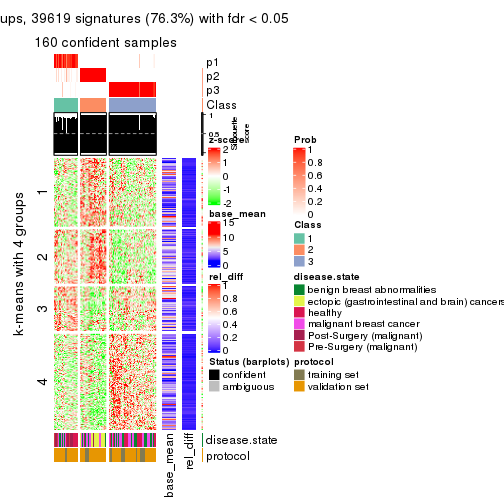 ups, 39619 signatures (76.3%) with fdr < 0.05
160 confident samples
p1
p2
p3
Class
1
0.5
Silhouette
score
k-means with 4 groups
1
2
3
4
z-score
2
1
0
-1
-2
base_mean
15
10
5
0
rel_diff
1
0.8
0.6
0.4
0.2
0
Status (barplots)
confident
ambiguous
Prob
1
0.8
0.6
0.4
0.2
0
Class
1
2
3
disease.state
benign breast abnormalities
ectopic (gastrointestinal and brain) cancers
healthy
malignant breast cancer
Post-Surgery (malignant)
Pre-Surgery (malignant)
protocol
training set
validation set
disease.state
protocol
base_mean
rel_diff